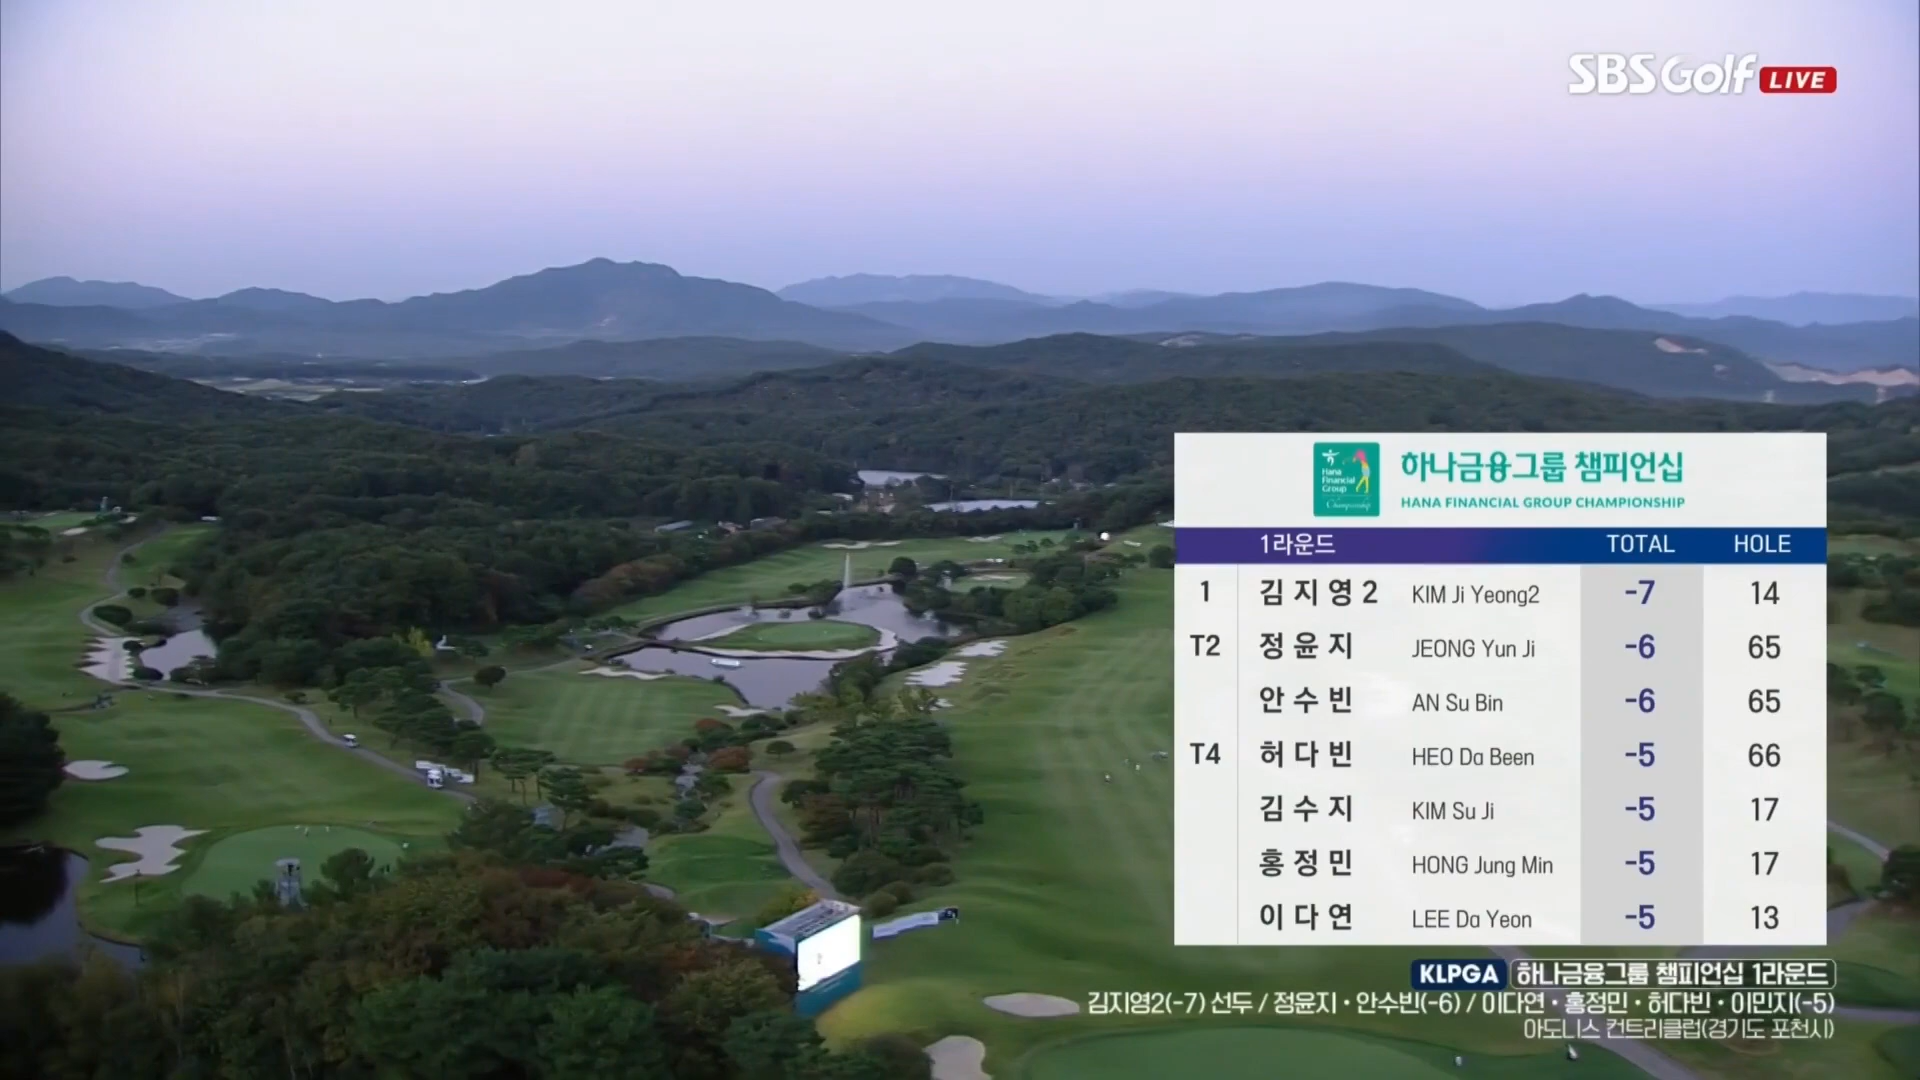 SBS Golf LIVE
Hana
Financial
Group
Championship
하나금융그룹 챔피언십
HANA FINANCIAL GROUP CHAMPIONSHIP
1라운드 TOTAL HOLE
1 김지영2 KIM Ji Yeong2 -7 14
T2 정윤지 JEONG Yun Ji -6 65
안수빈 AN Su Bin -6 65
T4 허다빈 HEO Da Been -5 66
김수지 KIM Su Ji -5 17
홍정민 HONG Jung Min -5 17
이다연 LEE Da Yeon -5 13
KLPGA 하나금융그룹 챔피언십 1라운드
김지영2(-7) 선두 / 정윤지·안수빈(-6) / 이다연·홍정민·허다빈·이민지(-5)
아도니스 컨트리클럽(경기도 포천시)